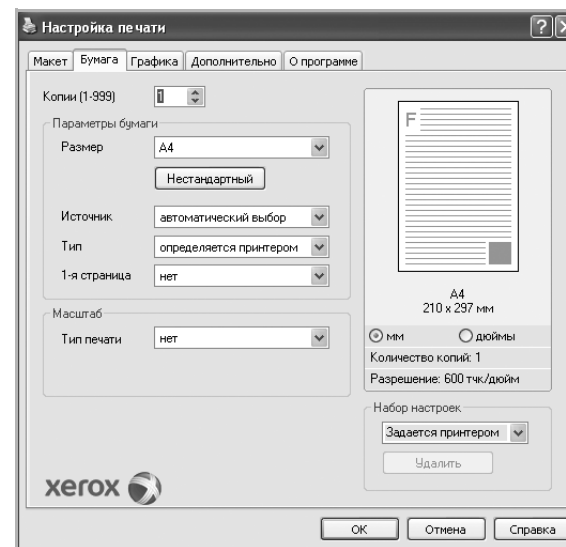 Настройка печати
Макет Бумага Графика Дополнительно О программе
Копии (1-999) 1
Параметры бумаги
Размер A4
Нестандартный
Источник автоматический выбор
Тип определяется принтером
1-я страница нет
Масштаб
Тип печати нет
F
A4
210 x 297 мм
мм дюймы
Количество копий: 1
Разрешение: 600 тчк/дюйм
Набор настроек
Задается принтером
Удалить
xerox
OK Отмена Справка